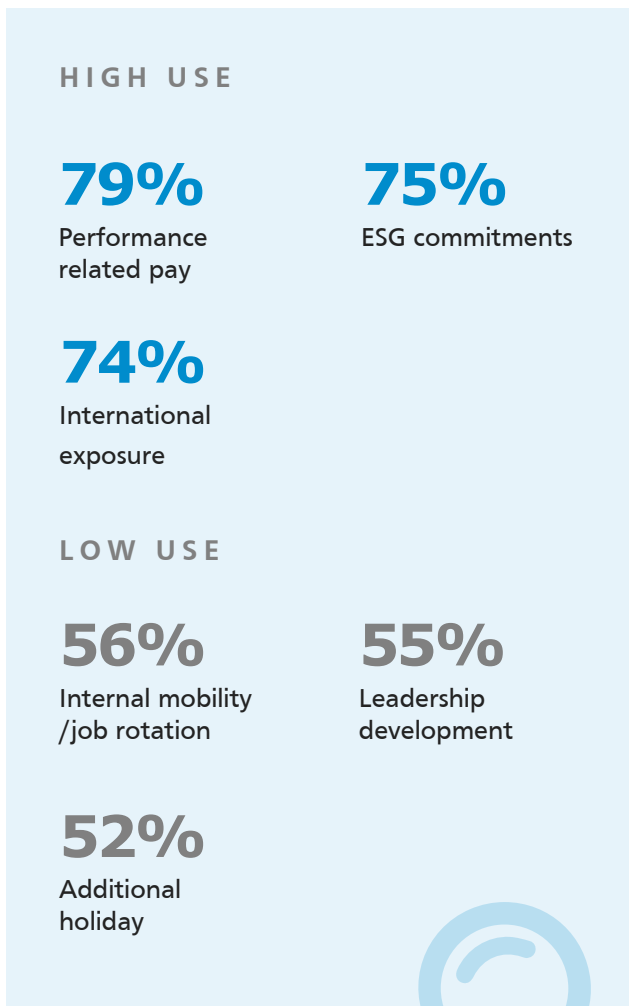 HIGH USE
79%
Performance
related pay
75%
ESG commitments
74%
International
exposure
LOW USE
56%
Internal mobility
/job rotation
55%
Leadership
development
52%
Additional
holiday